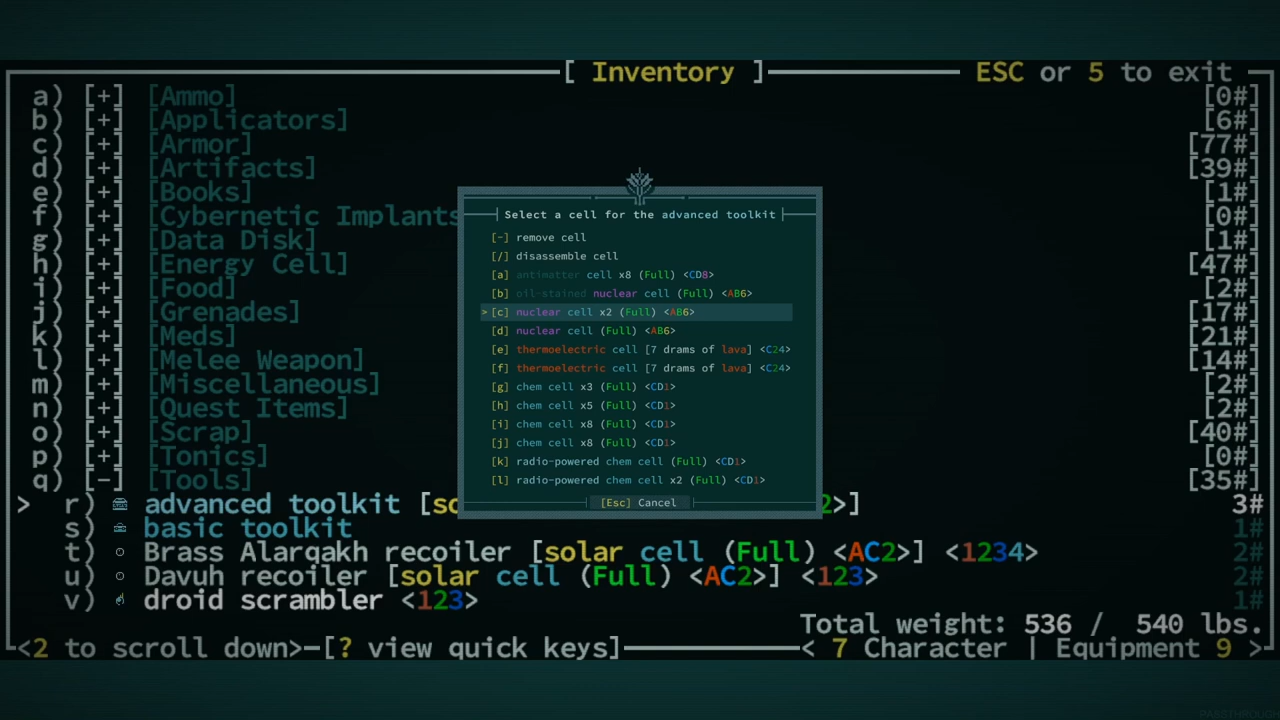 [ Inventory ] ESC or 5 to exit
a) [+] [Ammo] [0#]
b) [+] [Applicators] [6#]
c) [+] [Armor] [77#]
d) [+] [Artifacts] [39#]
e) [+] [Books] [1#]
f) [+] [Cybernetic Implants [0#]
g) [+] [Data Disk] [1#]
h) [+] [Energy Cell] [47#]
i) [+] [Food] [2#]
j) [+] [Grenades] [17#]
k) [+] [Meds] [21#]
l) [+] [Melee Weapon] [14#]
m) [+] [Miscellaneous] [2#]
n) [+] [Quest Items] [2#]
o) [+] [Scrap] [40#]
p) [+] [Tonics] [0#]
q) [-] [Tools] [35#]
> r) advanced toolkit [so 2>] 3#
s) basic toolkit 1#
t) Brass Alarqakh recoiler [solar cell (Full) <AC2>] <1234> 2#
u) Davuh recoiler [solar cell (Full) <AC2>] <123> 2#
v) droid scrambler <123> 1#
Total weight: 536 / 540 lbs.
<2 to scroll down> [? view quick keys] < 7 Character | Equipment 9 >
Select a cell for the advanced toolkit
[-] remove cell
[/] disassemble cell
[a] antimatter cell x8 (Full) <CD8>
[b] oil-stained nuclear cell (Full) <AB6>
> [c] nuclear cell x2 (Full) <AB6>
[d] nuclear cell (Full) <AB6>
[e] thermoelectric cell [7 drams of lava] <C24>
[f] thermoelectric cell [7 drams of lava] <C24>
[g] chem cell x3 (Full) <CD1>
[h] chem cell x5 (Full) <CD1>
[i] chem cell x8 (Full) <CD1>
[j] chem cell x8 (Full) <CD1>
[k] radio-powered chem cell (Full) <CD1>
[l] radio-powered chem cell x2 (Full) <CD1>
[Esc] Cancel